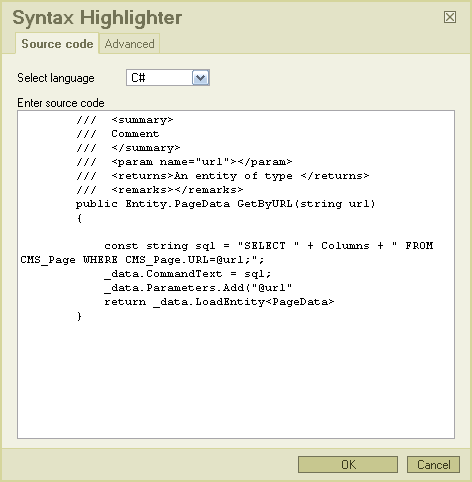 Syntax Highlighter
Source code Advanced
Select language C#
Enter source code
/// <summary>
/// Comment
/// </summary>
/// <param name="url"></param>
/// <returns>An entity of type </returns>
/// <remarks></remarks>
public Entity.PageData GetByURL(string url)
{
const string sql = "SELECT " + Columns + " FROM
CMS_Page WHERE CMS_Page.URL=@url;";
_data.CommandText = sql;
_data.Parameters.Add("@url"
return _data.LoadEntity<PageData>
}
OK Cancel